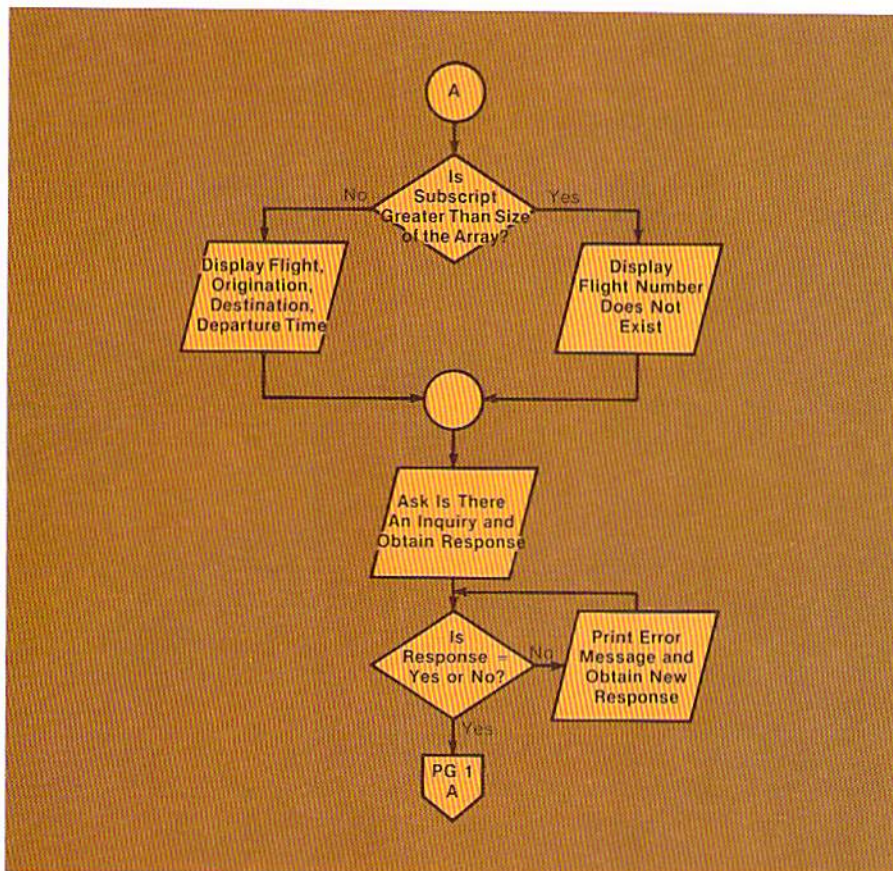 A
Is
Subscript
Greater Than Size
of the Array?
No
Yes
Display Flight,
Origination,
Destination,
Departure Time
Display
Flight Number
Does Not
Exist
Ask Is There
An Inquiry and
Obtain Response
Is
Response =
Yes or No?
No
Print Error
Message and
Obtain New
Response
Yes
PG 1
A